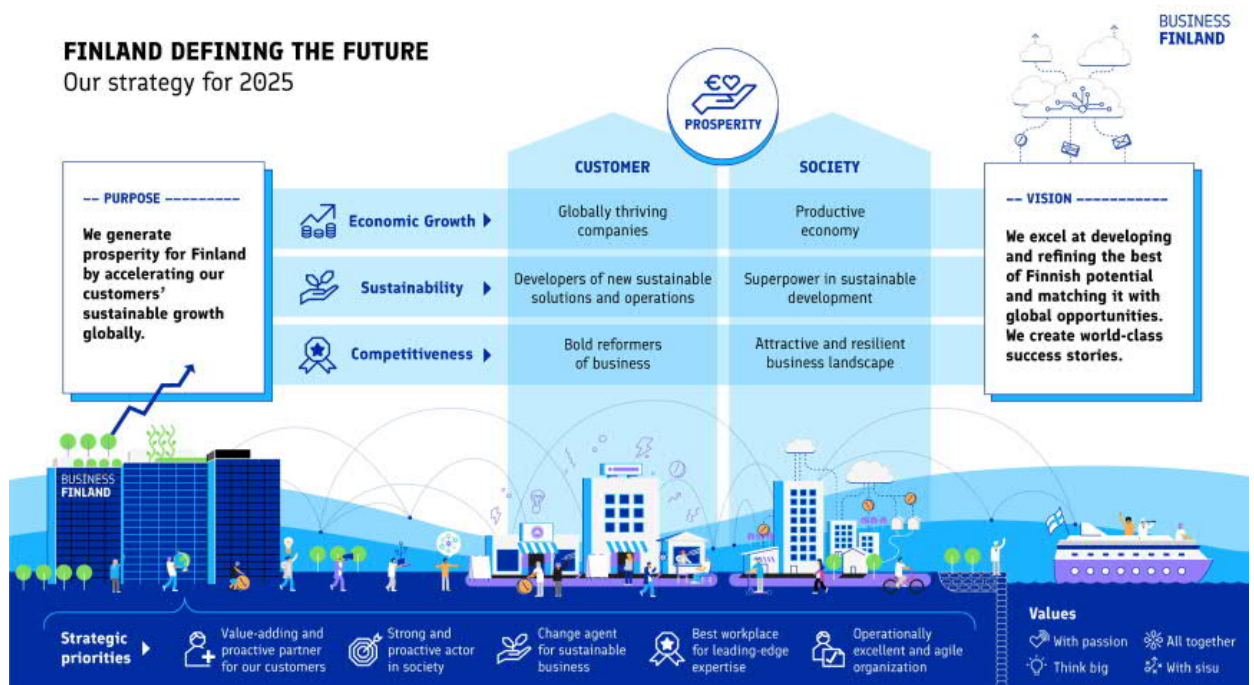 FINLAND DEFINING THE FUTURE
Our strategy for 2025
BUSINESS
FINLAND
PROSPERITY
CUSTOMER
SOCIETY
PURPOSE
We generate
prosperity for Finland
by accelerating our
customers’
sustainable growth
globally.
Economic Growth
Globally thriving
companies
Productive
economy
Sustainability
Developers of new sustainable
solutions and operations
Superpower in sustainable
development
Competitiveness
Bold reformers
of business
Attractive and resilient
business landscape
VISION
We excel at developing
and refining the best
of Finnish potential
and matching it with
global opportunities.
We create world-class
success stories.
BUSINESS
FINLAND
Strategic
priorities
Value-adding and
proactive partner
for our customers
Strong and
proactive actor
in society
Change agent
for sustainable
business
Best workplace
for leading-edge
expertise
Operationally
excellent and agile
organization
Values
With passion
All together
Think big
With sisu